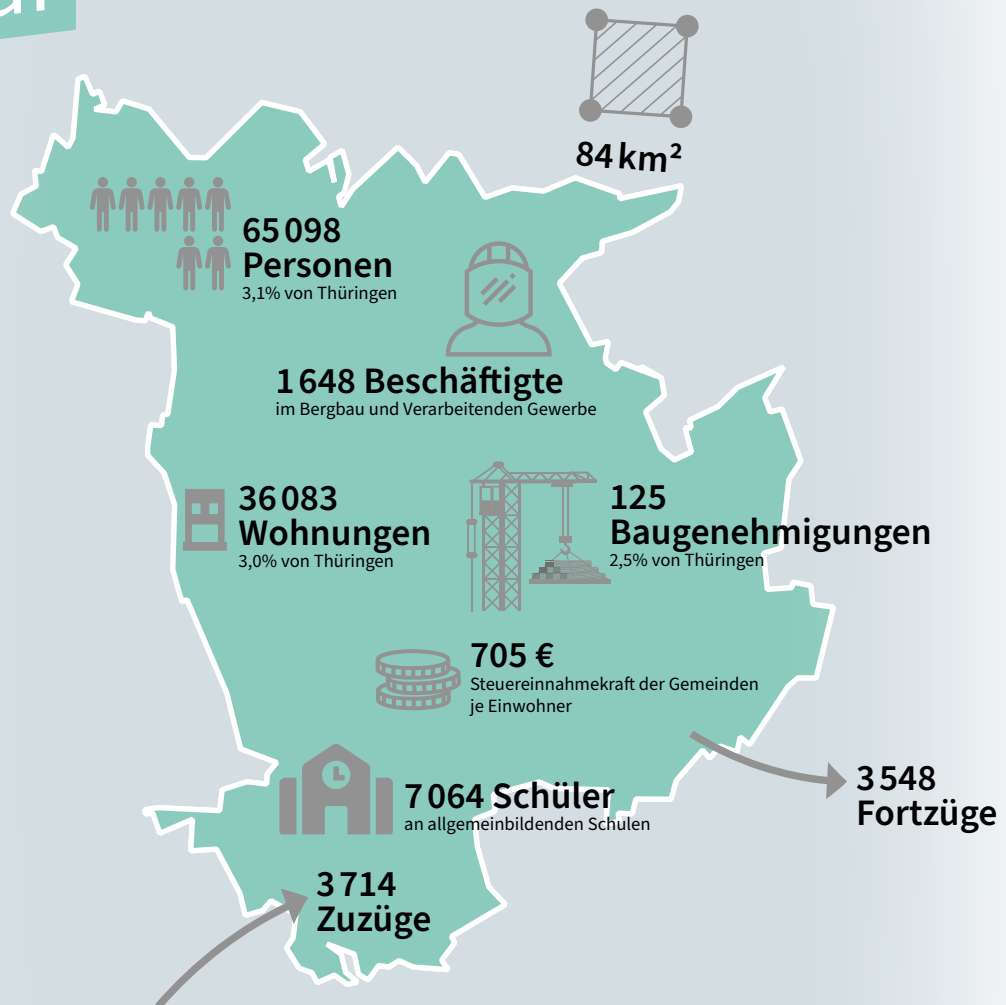 84 km²
65 098
Personen
3,1% von Thüringen
1 648 Beschäftigte
im Bergbau und Verarbeitenden Gewerbe
36 083
Wohnungen
3,0% von Thüringen
125
Baugenehmigungen
2,5% von Thüringen
705 €
Steuereinnahmekraft der Gemeinden
je Einwohner
7 064 Schüler
an allgemeinbildenden Schulen
3 548
Fortzüge
3 714
Zuzüge